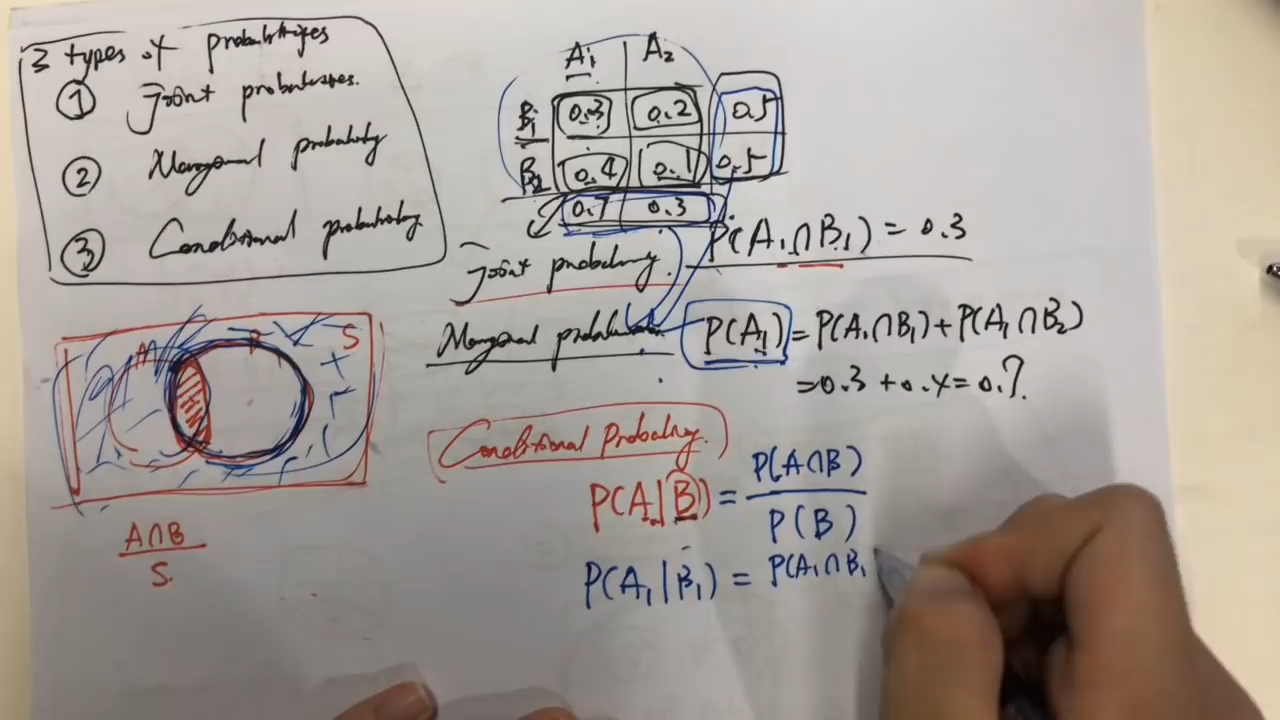 3 types of probabilities
① Joint probabilities.
② Marginal probability
③ Conditional probability
A₁ A₂
B₁ 0.3 0.2 0.5
B₂ 0.4 0.1 0.5
0.7 0.3
Joint probability. P(A₁∩B₁) = 0.3
Marginal probabilities P(A₁) = P(A₁∩B₁) + P(A₁∩B₂)
= 0.3 + 0.4 = 0.7
A B S
Conditional Probability.
P(A|B) = P(A∩B)
P(B)
A∩B
S.
P(A₁|B₁) = P(A₁∩B₁